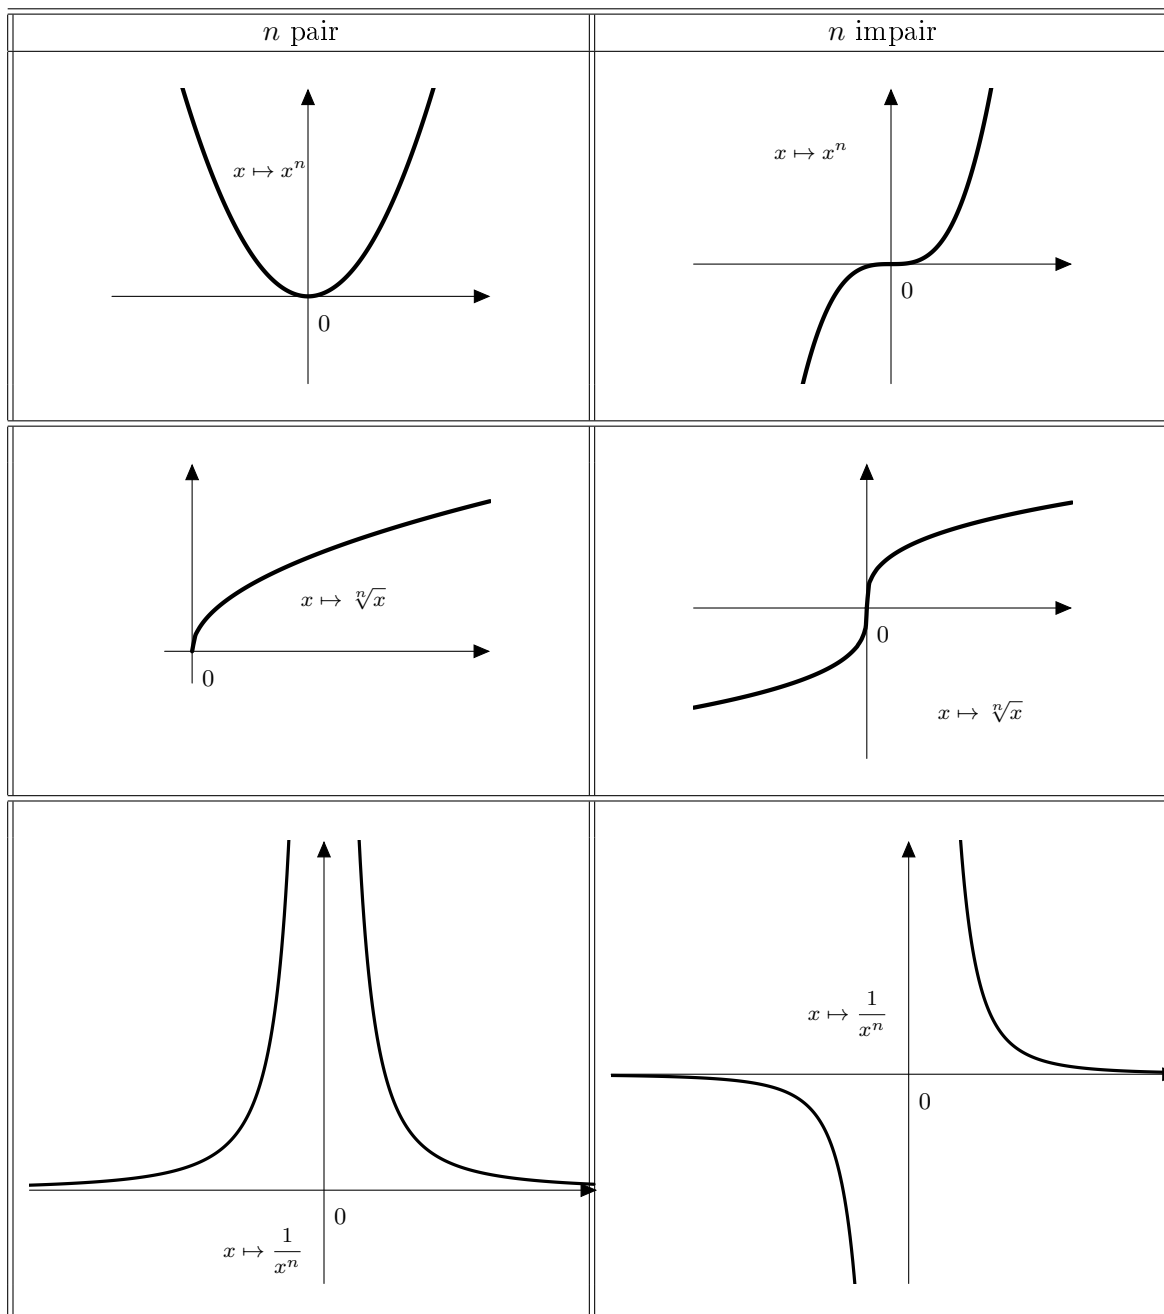 n pair
n impair
x ↦ xⁿ
0
x ↦ xⁿ
0
x ↦ ⁿ√x
0
x ↦ ⁿ√x
0
x ↦ 1/xⁿ
0
x ↦ 1/xⁿ
0